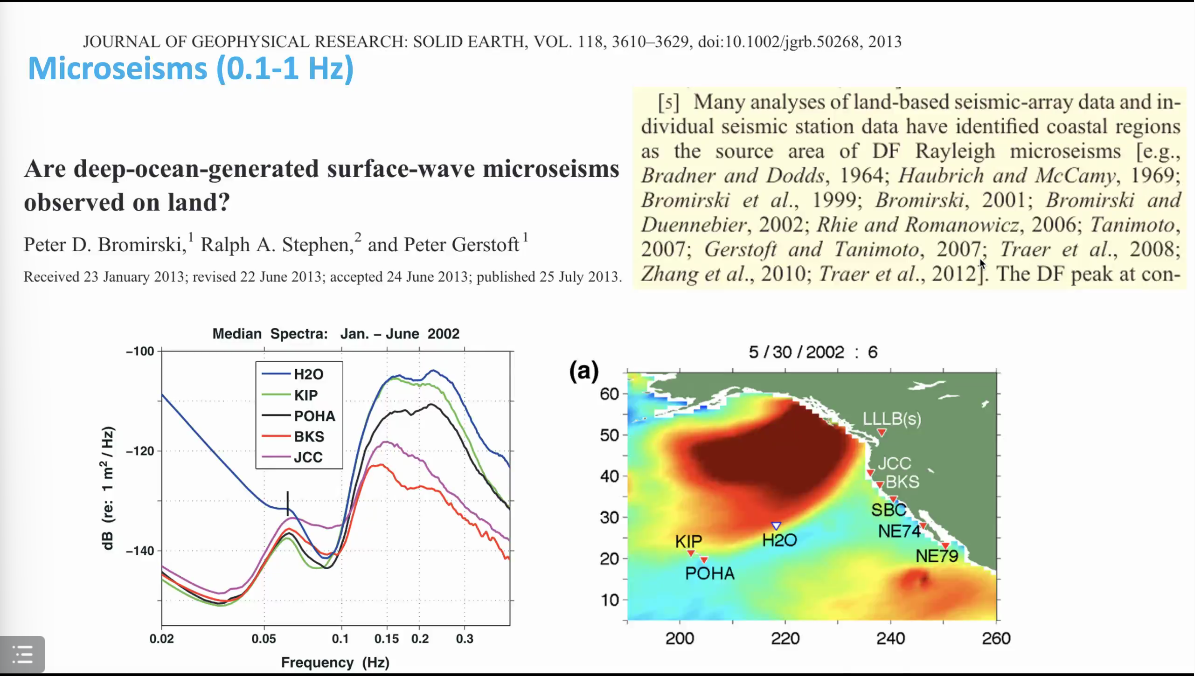 JOURNAL OF GEOPHYSICAL RESEARCH: SOLID EARTH, VOL. 118, 3610–3629, doi:10.1002/jgrb.50268, 2013
Microseisms (0.1-1 Hz)
Are deep-ocean-generated surface-wave microseisms
observed on land?
Peter D. Bromirski,1 Ralph A. Stephen,2 and Peter Gerstoft1
Received 23 January 2013; revised 22 June 2013; accepted 24 June 2013; published 25 July 2013.
[5] Many analyses of land-based seismic-array data and in-
dividual seismic station data have identified coastal regions
as the source area of DF Rayleigh microseisms [e.g.,
Bradner and Dodds, 1964; Haubrich and McCamy, 1969;
Bromirski et al., 1999; Bromirski, 2001; Bromirski and
Duennebier, 2002; Rhie and Romanowicz, 2006; Tanimoto,
2007; Gerstoft and Tanimoto, 2007; Traer et al., 2008;
Zhang et al., 2010; Traer et al., 2012]. The DF peak at con-
Median Spectra: Jan. – June 2002
−100
−120
−140
dB (re: 1 m2 / Hz)
H2O
KIP
POHA
BKS
JCC
0.02
0.05
0.1
0.15
0.2
0.3
Frequency (Hz)
(a)
5 / 30 / 2002 : 6
60
50
40
30
20
10
LLLB(s)
JCC
BKS
SBC
NE74
NE79
KIP
H2O
POHA
200
220
240
260